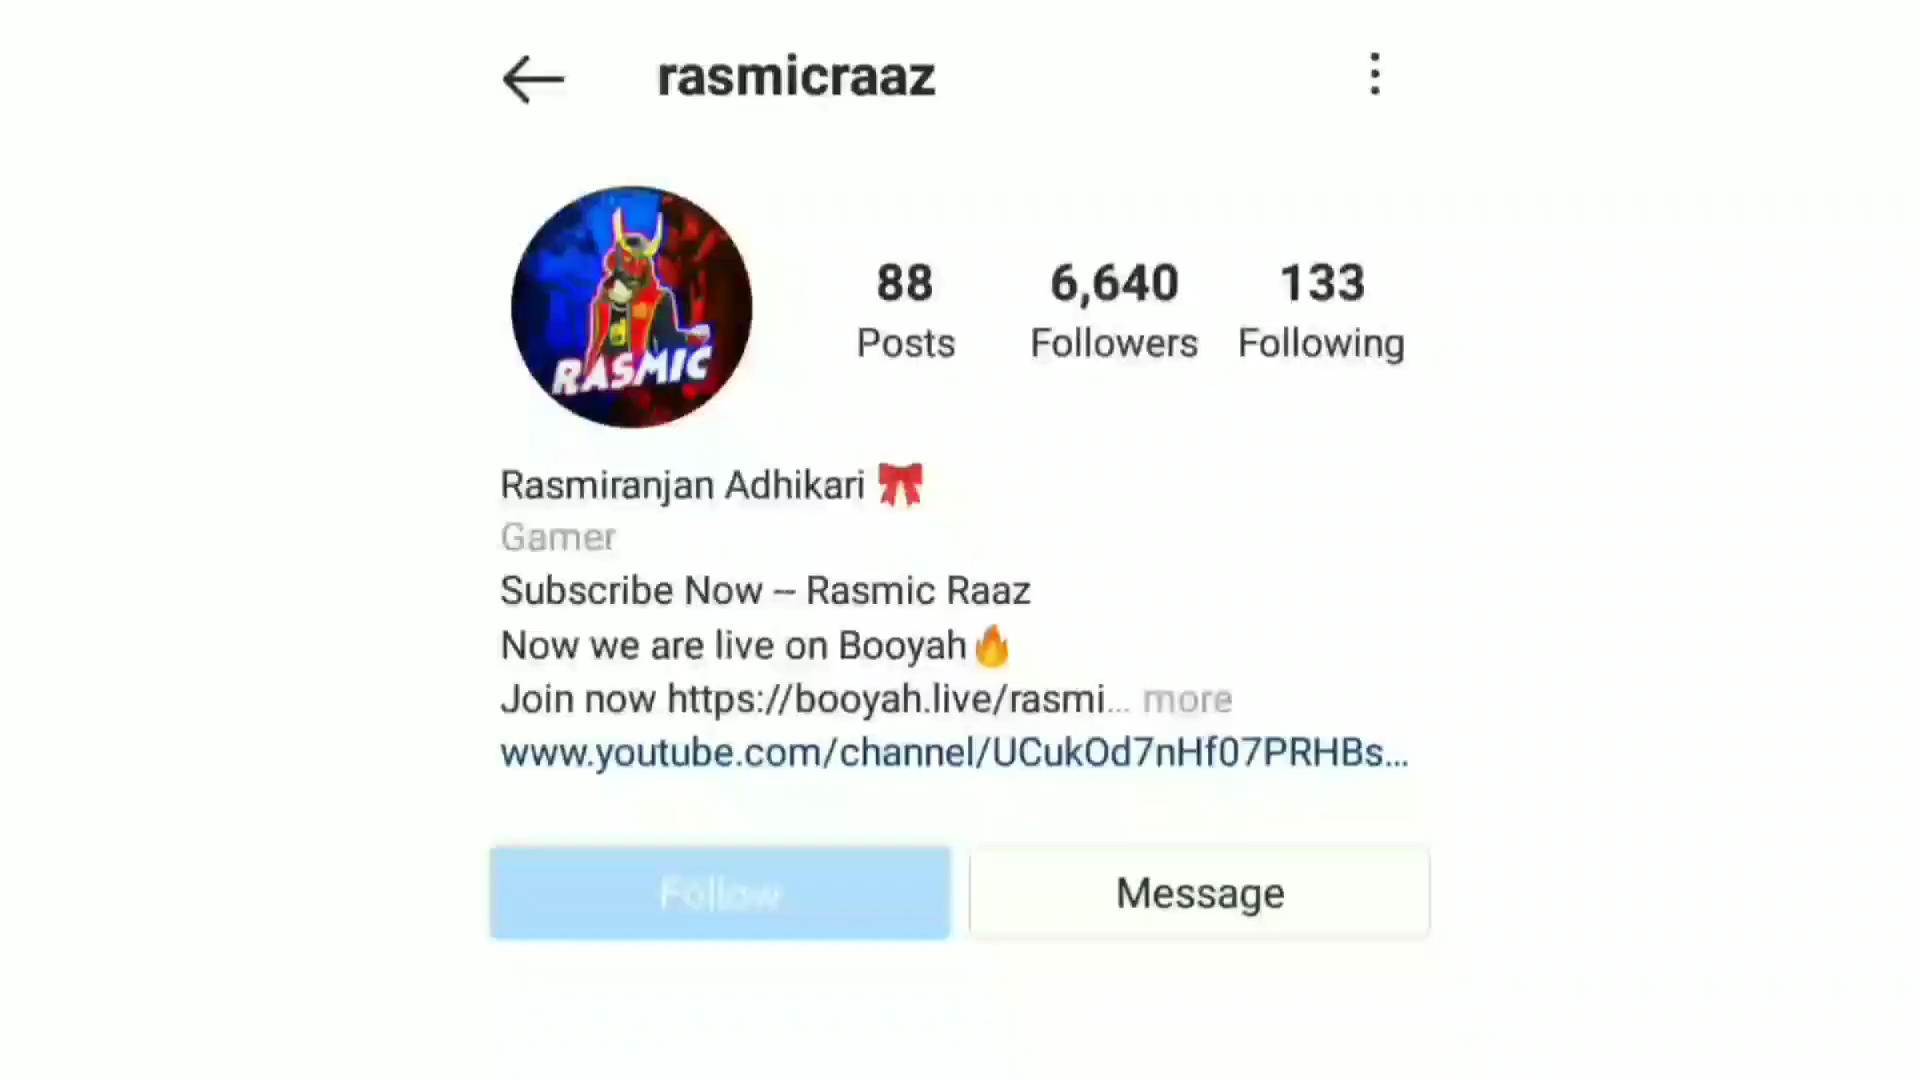 rasmicraaz
RASMIC
88 6,640 133
Posts Followers Following
Rasmiranjan Adhikari 🎀
Gamer
Subscribe Now -- Rasmic Raaz
Now we are live on Booyah🔥
Join now https://booyah.live/rasmi... more
www.youtube.com/channel/UCukOd7nHf07PRHBs...
Follow Message